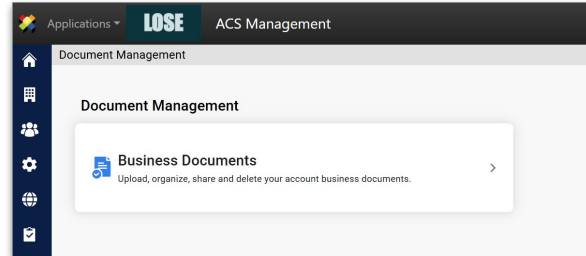 Applications LOSE ACS Management
Document Management
Document Management
Business Documents
Upload, organize, share and delete your account business documents.